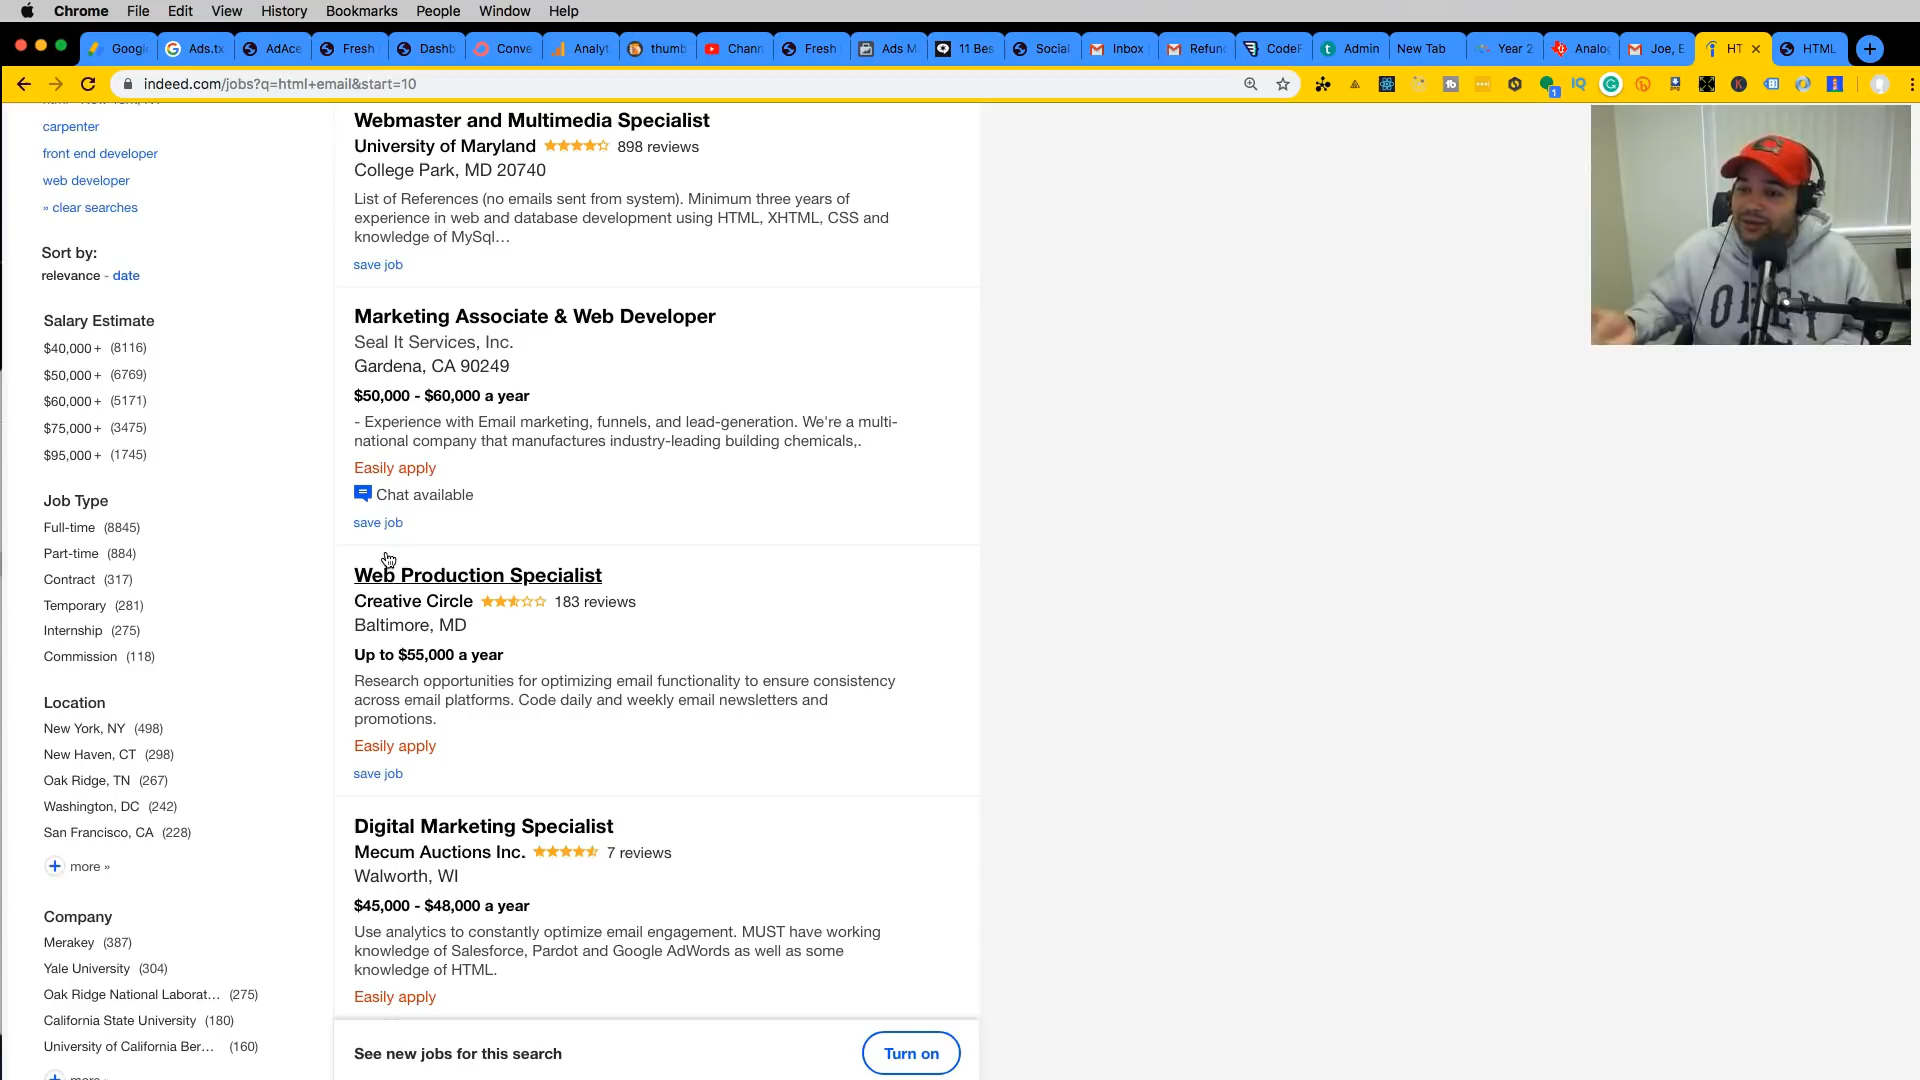 Chrome File Edit View History Bookmarks People Window Help
Googl Ads.tx AdAce Fresh Dashb Conve Analyt thumb Chann Fresh Ads M 11 Bes Social Inbox Refund CodeF Admin New Tab Year 2 Analog Joe, E HT HTML
indeed.com/jobs?q=html+email&start=10
carpenter
front end developer
web developer
» clear searches
Sort by:
relevance - date
Salary Estimate
$40,000+ (8116)
$50,000+ (6769)
$60,000+ (5171)
$75,000+ (3475)
$95,000+ (1745)
Job Type
Full-time (8845)
Part-time (884)
Contract (317)
Temporary (281)
Internship (275)
Commission (118)
Location
New York, NY (498)
New Haven, CT (298)
Oak Ridge, TN (267)
Washington, DC (242)
San Francisco, CA (228)
more »
Company
Merakey (387)
Yale University (304)
Oak Ridge National Laborat… (275)
California State University (180)
University of California Ber… (160)
Webmaster and Multimedia Specialist
University of Maryland 898 reviews
College Park, MD 20740
List of References (no emails sent from system). Minimum three years of
experience in web and database development using HTML, XHTML, CSS and
knowledge of MySql…
save job
Marketing Associate & Web Developer
Seal It Services, Inc.
Gardena, CA 90249
$50,000 - $60,000 a year
- Experience with Email marketing, funnels, and lead-generation. We're a multi-
national company that manufactures industry-leading building chemicals,.
Easily apply
Chat available
save job
Web Production Specialist
Creative Circle 183 reviews
Baltimore, MD
Up to $55,000 a year
Research opportunities for optimizing email functionality to ensure consistency
across email platforms. Code daily and weekly email newsletters and
promotions.
Easily apply
save job
Digital Marketing Specialist
Mecum Auctions Inc. 7 reviews
Walworth, WI
$45,000 - $48,000 a year
Use analytics to constantly optimize email engagement. MUST have working
knowledge of Salesforce, Pardot and Google AdWords as well as some
knowledge of HTML.
Easily apply
See new jobs for this search
Turn on